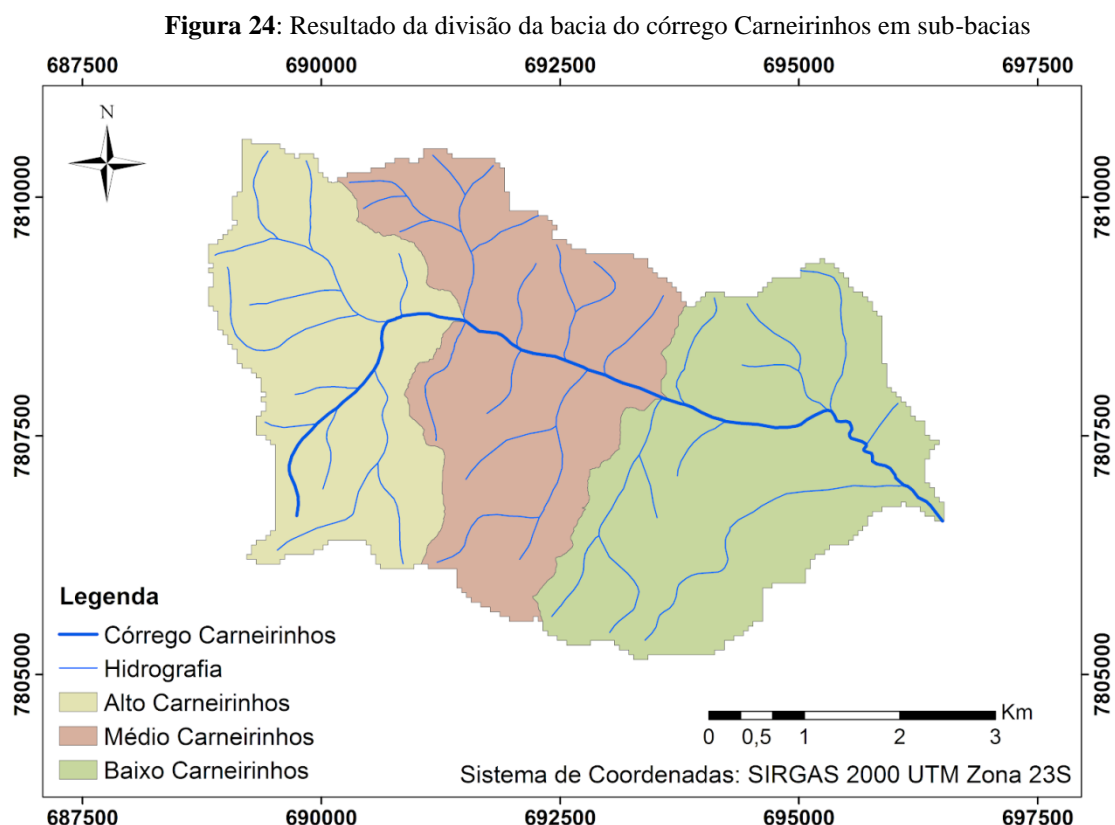 Figura 24: Resultado da divisão da bacia do córrego Carneirinhos em sub-bacias
687500 690000 692500 695000 697500
N
7810000 7810000
7807500 7807500
7805000 7805000
Legenda
Córrego Carneirinhos
Hidrografia
Alto Carneirinhos
Médio Carneirinhos
Baixo Carneirinhos
Km
0 0,5 1 2 3
Sistema de Coordenadas: SIRGAS 2000 UTM Zona 23S
687500 690000 692500 695000 697500